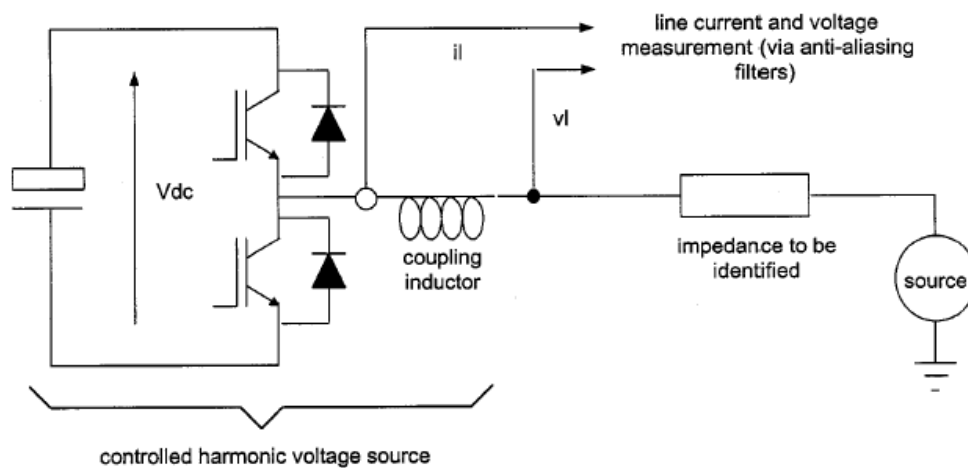 line current and voltage
measurement (via anti-aliasing
filters)
il
vl
Vdc
coupling
inductor
impedance to be
identified
source
controlled harmonic voltage source